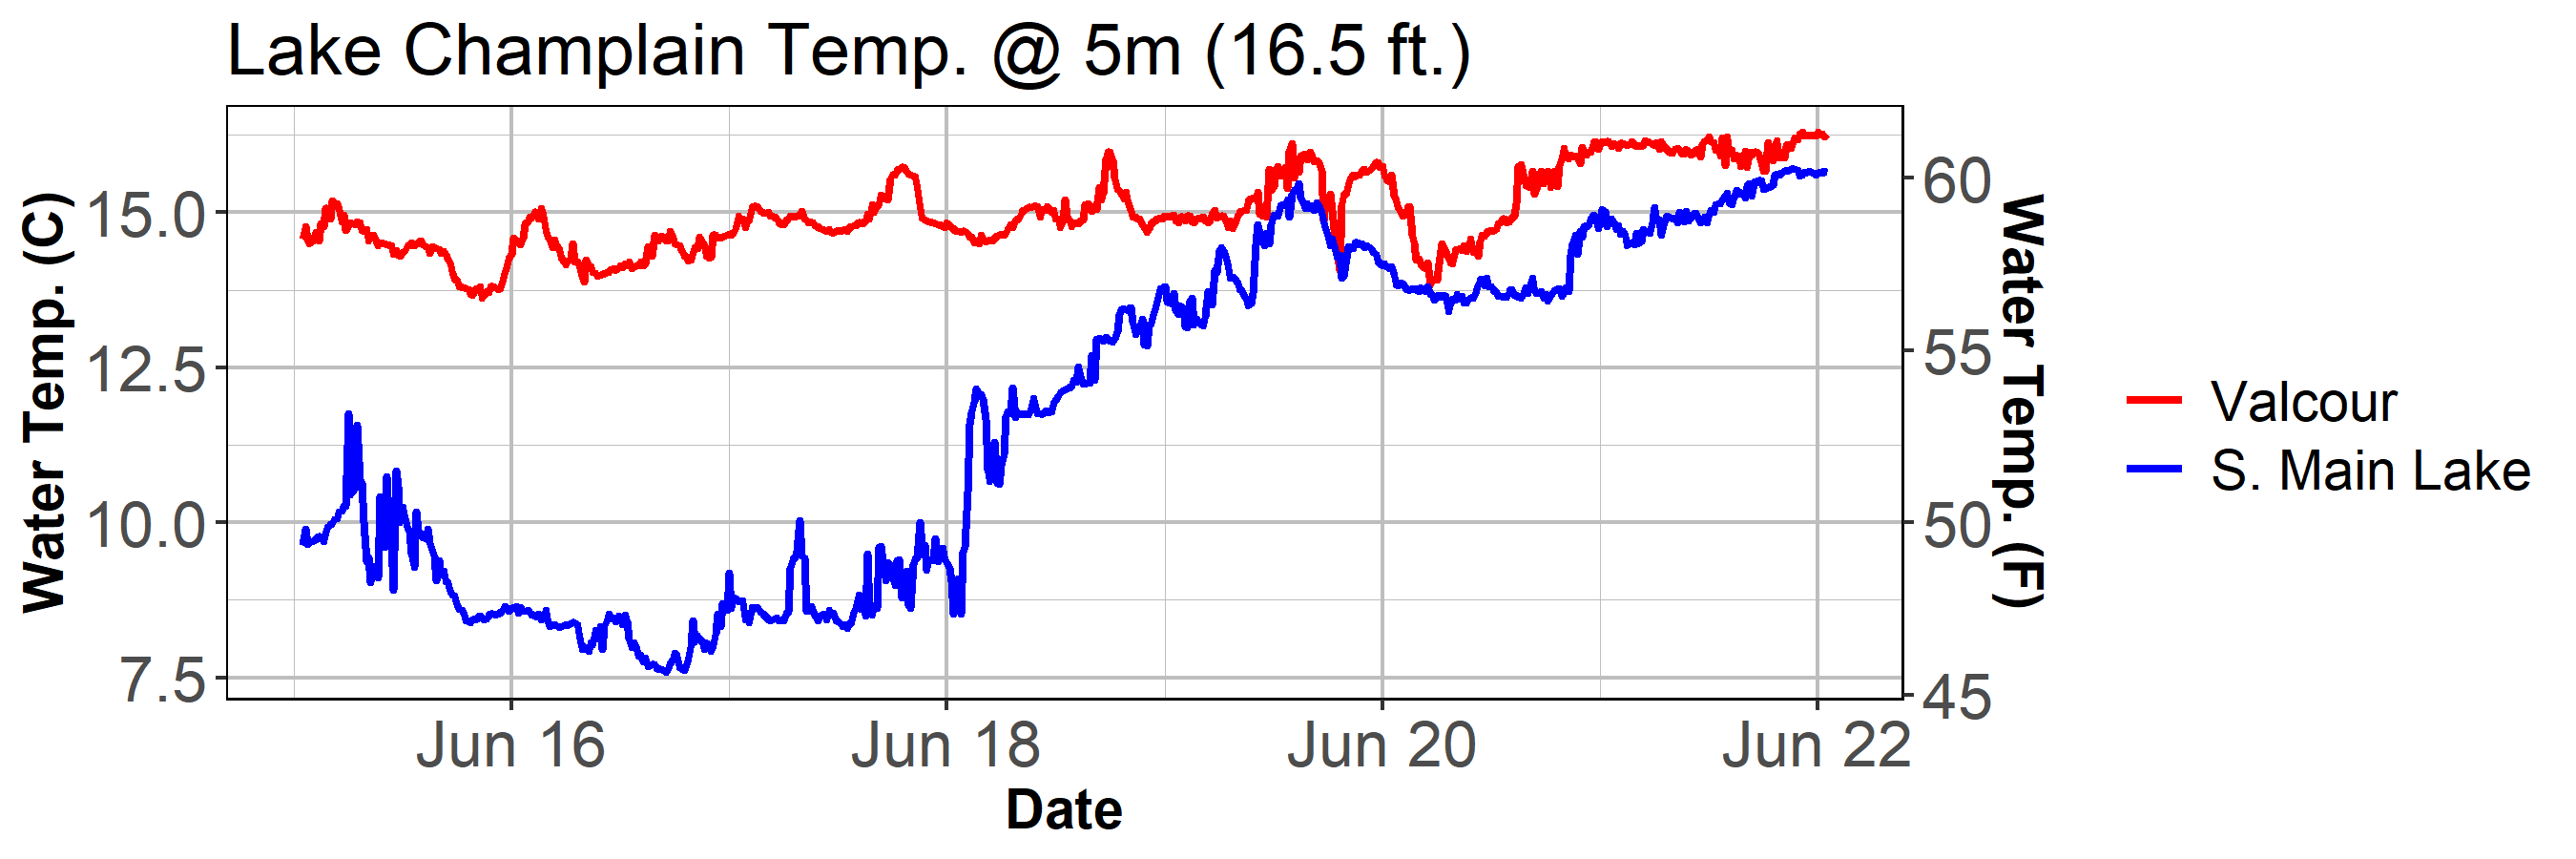 Lake Champlain Temp. @ 5m (16.5 ft.)
Water Temp. (C)
15.0
12.5
10.0
7.5
60
55
50
45
Water Temp. (F)
Jun 16
Jun 18
Jun 20
Jun 22
Date
Valcour
S. Main Lake